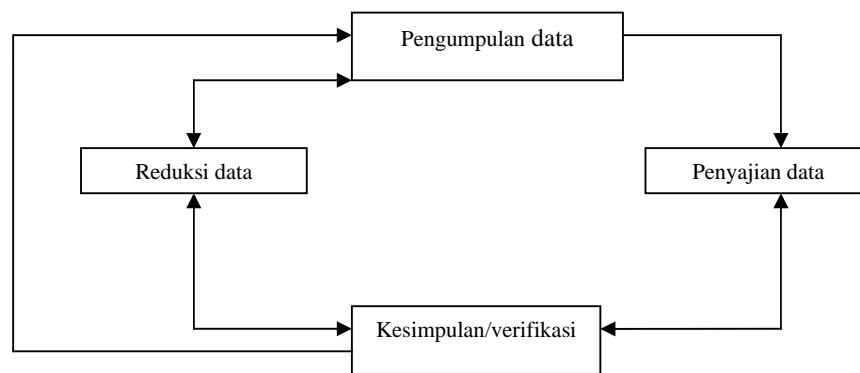 Pengumpulan data
Reduksi data
Penyajian data
Kesimpulan/verifikasi